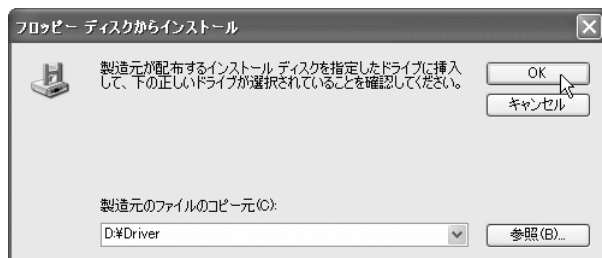 フロッピー ディスクからインストール
製造元が配布するインストール ディスクを指定したドライブに挿入
して、下の正しいドライブが選択されていることを確認してください。
OK
キャンセル
製造元のファイルのコピー元(C):
D:¥Driver
参照(B)...